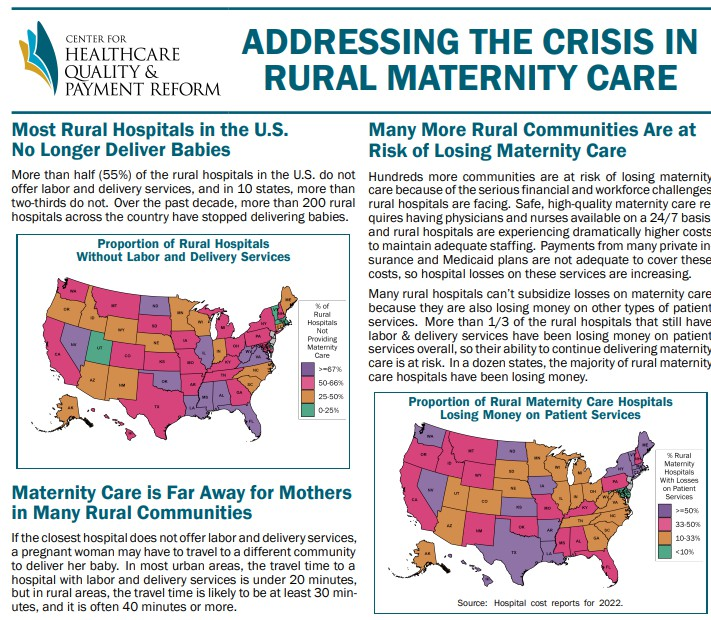 CENTER FOR
HEALTHCARE
QUALITY &
PAYMENT REFORM
ADDRESSING THE CRISIS IN
RURAL MATERNITY CARE
Most Rural Hospitals in the U.S.
No Longer Deliver Babies
More than half (55%) of the rural hospitals in the U.S. do not
offer labor and delivery services, and in 10 states, more than
two-thirds do not. Over the past decade, more than 200 rural
hospitals across the country have stopped delivering babies.
Proportion of Rural Hospitals
Without Labor and Delivery Services
% of
Rural
Hospitals
Not
Providing
Maternity
Care
>=67%
50-66%
25-50%
0-25%
Maternity Care is Far Away for Mothers
in Many Rural Communities
If the closest hospital does not offer labor and delivery services,
a pregnant woman may have to travel to a different community
to deliver her baby. In most urban areas, the travel time to a
hospital with labor and delivery services is under 20 minutes,
but in rural areas, the travel time is likely to be at least 30 min-
utes, and it is often 40 minutes or more.
Many More Rural Communities Are at
Risk of Losing Maternity Care
Hundreds more communities are at risk of losing maternity
care because of the serious financial and workforce challenges
rural hospitals are facing. Safe, high-quality maternity care re
quires having physicians and nurses available on a 24/7 basis
and rural hospitals are experiencing dramatically higher costs
to maintain adequate staffing. Payments from many private in
surance and Medicaid plans are not adequate to cover these
costs, so hospital losses on these services are increasing.
Many rural hospitals can't subsidize losses on maternity care
because they are also losing money on other types of patient
services. More than 1/3 of the rural hospitals that still have
labor & delivery services have been losing money on patient
services overall, so their ability to continue delivering maternity
care is at risk. In a dozen states, the majority of rural maternity
care hospitals have been losing money.
Proportion of Rural Maternity Care Hospitals
Losing Money on Patient Services
% Rural
Maternity
Hospitals
With Losses
on Patient
Services
>=50%
33-50%
10-33%
<10%
Source: Hospital cost reports for 2022.